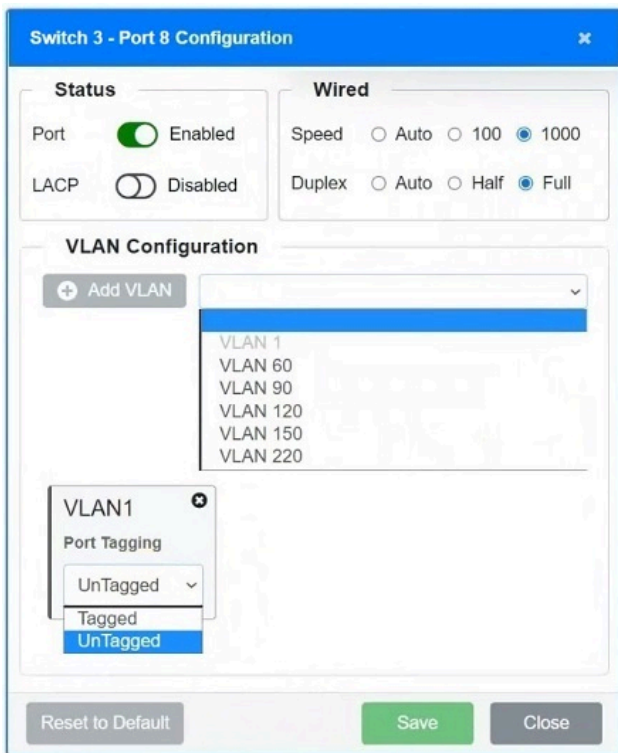 Switch 3 - Port 8 Configuration
Status
Port Enabled
LACP Disabled
Wired
Speed Auto 100 1000
Duplex Auto Half Full
VLAN Configuration
Add VLAN
VLAN 1
VLAN 60
VLAN 90
VLAN 120
VLAN 150
VLAN 220
VLAN1
Port Tagging
UnTagged
Tagged
UnTagged
Reset to Default Save Close